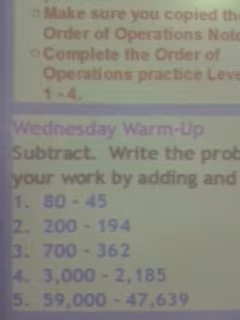 Make sure you copied the
Order of Operations Note
Complete the Order of
Operations practice Leve
1 - 4.
Wednesday Warm-Up
Subtract. Write the prob
your work by adding and
1. 80 - 45
2. 200 - 194
3. 700 - 362
4. 3,000 - 2,185
5. 59,000 - 47,639